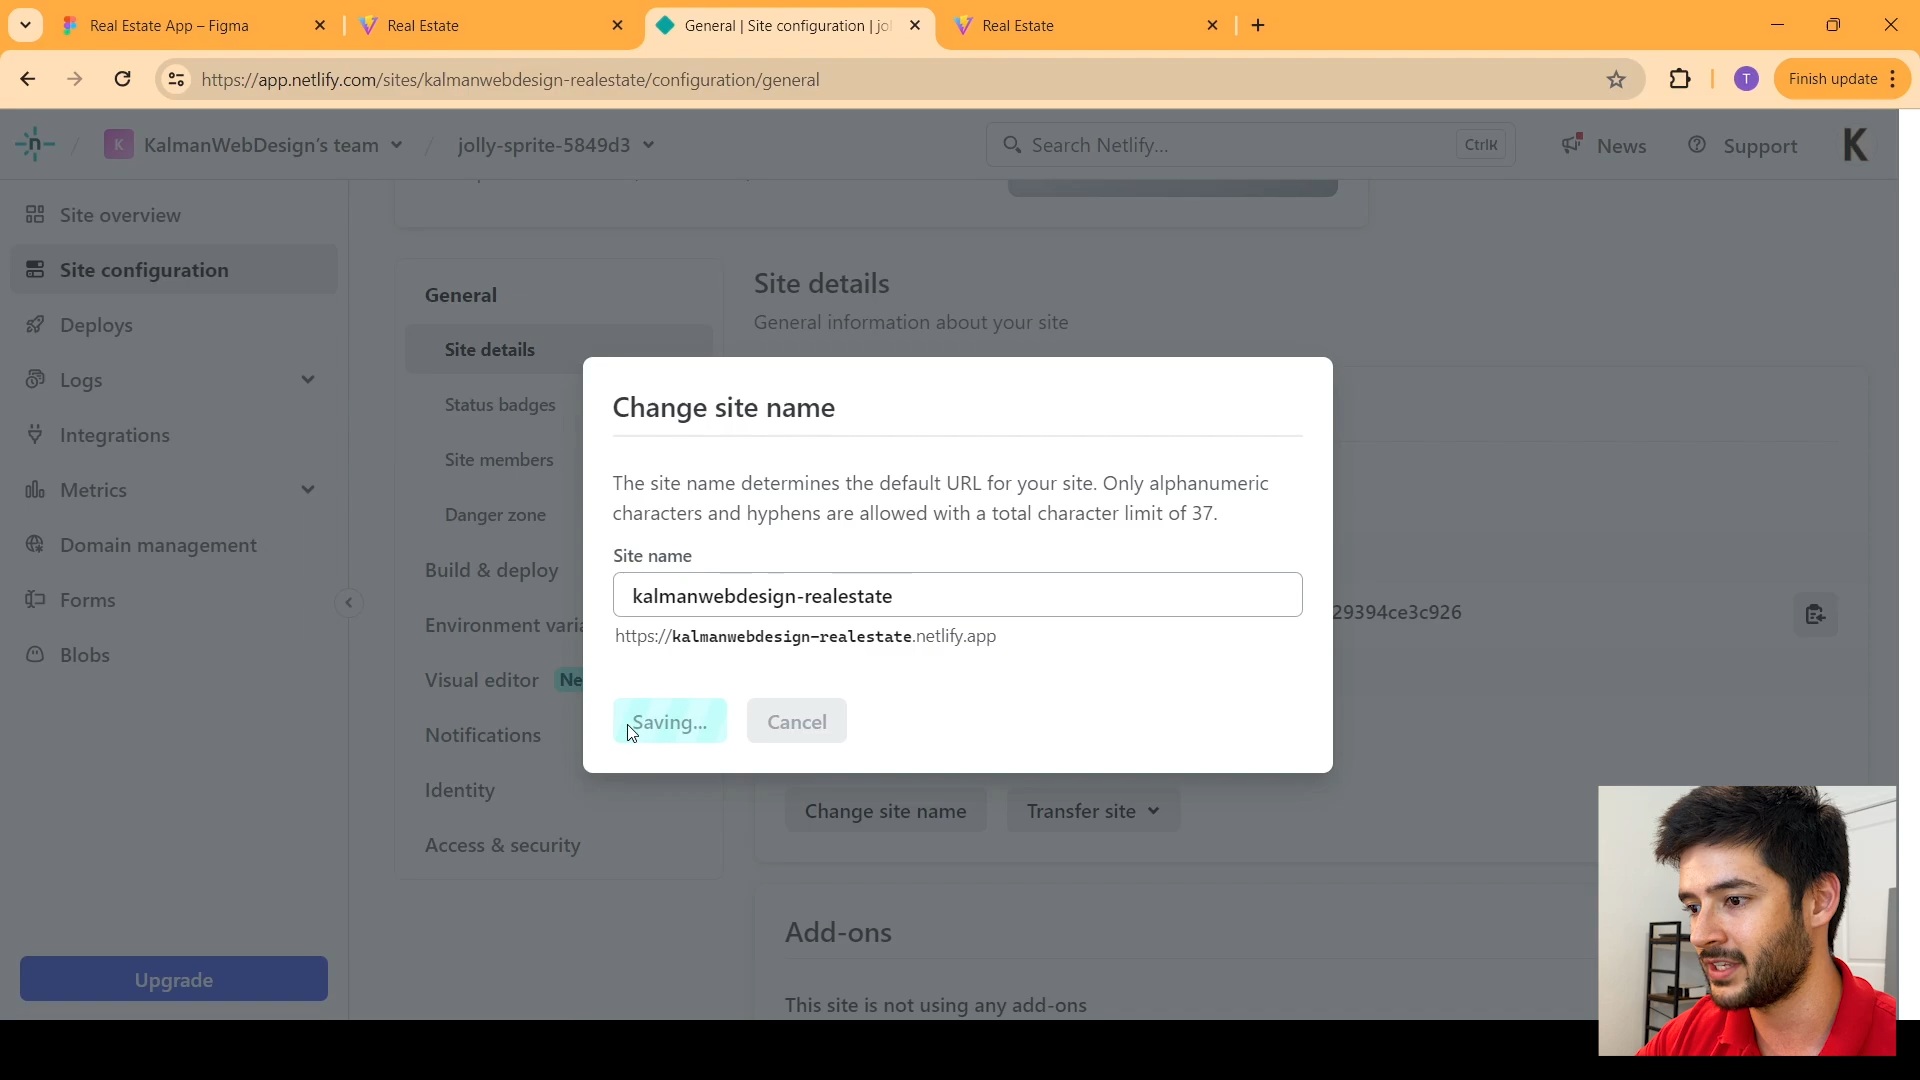 Real Estate App – Figma
Real Estate
General | Site configuration | jol
Real Estate
https://app.netlify.com/sites/kalmanwebdesign-realestate/configuration/general
T
Finish update
K
KalmanWebDesign's team
jolly-sprite-5849d3
Search Netlify...
CtrlK
News
Support
K
Site overview
Site configuration
Deploys
Logs
Integrations
Metrics
Domain management
Forms
Blobs
Upgrade
General
Site details
Status badges
Site members
Danger zone
Build & deploy
Environment varia
Visual editor
Ne
Notifications
Identity
Access & security
Site details
General information about your site
Change site name
The site name determines the default URL for your site. Only alphanumeric
characters and hyphens are allowed with a total character limit of 37.
Site name
kalmanwebdesign-realestate
https://kalmanwebdesign-realestate.netlify.app
Saving...
Cancel
29394ce3c926
Change site name
Transfer site
Add-ons
This site is not using any add-ons